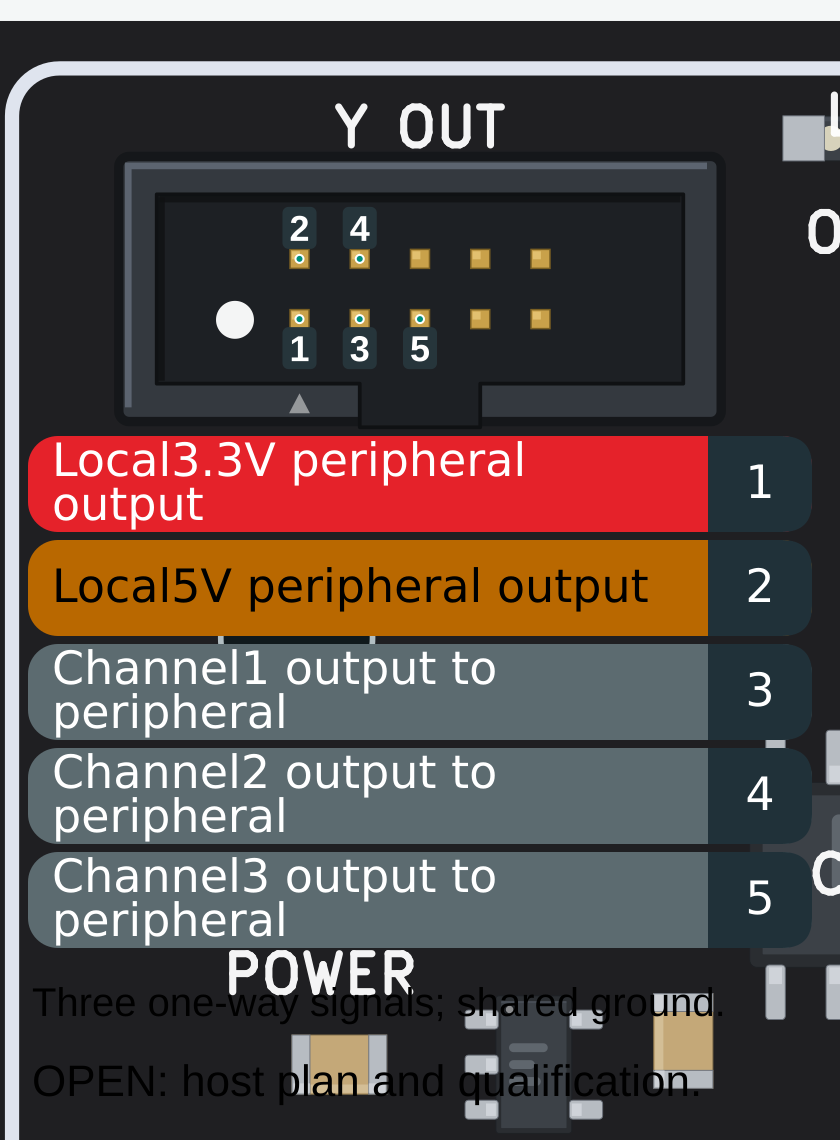 Y OUT
2 4
1 3 5
Local3.3V peripheral
output
1
Local5V peripheral output
2
Channel1 output to
peripheral
3
Channel2 output to
peripheral
4
Channel3 output to
peripheral
5
POWER
Three one-way signals; shared ground.
OPEN: host plan and qualification.